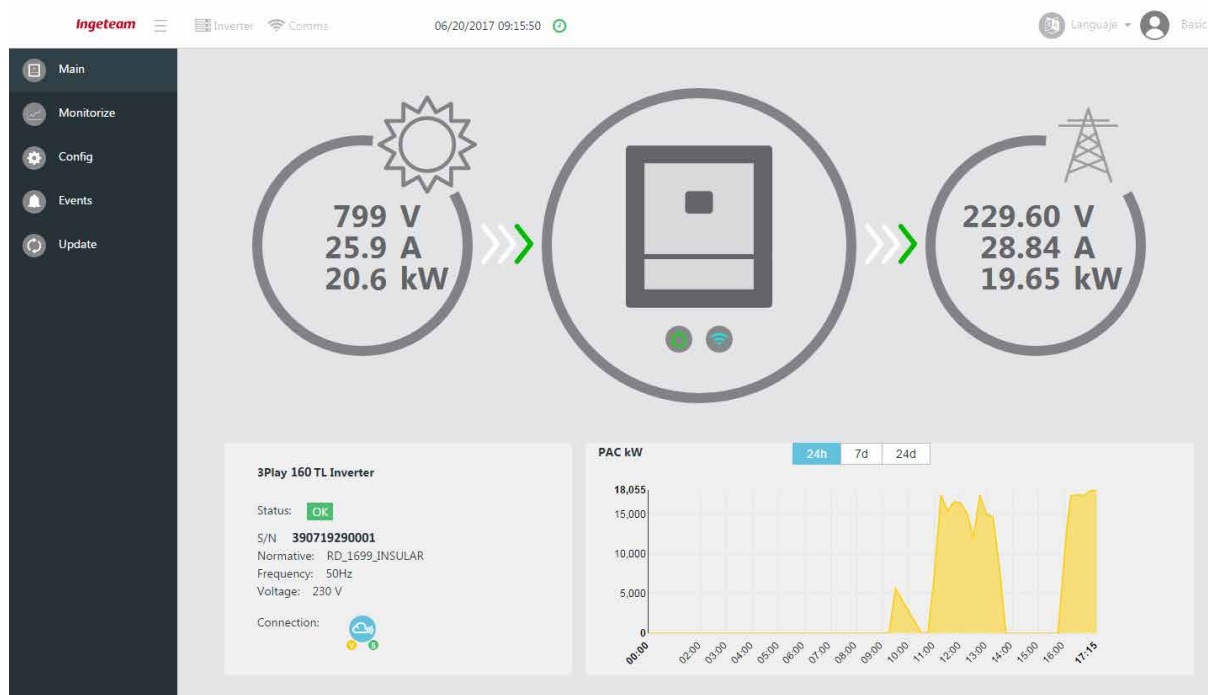 Ingeteam
Inverter Comms 06/20/2017 09:15:50 Languaje Basic
Main
Monitorize
Config
Events
Update
799 V
25.9 A
20.6 kW
229.60 V
28.84 A
19.65 kW
3Play 160 TL Inverter
Status: OK
S/N 390719290001
Normative: RD_1699_INSULAR
Frequency: 50Hz
Voltage: 230 V
Connection:
V S
PAC kW 24h 7d 24d
18,055
15,000
10,000
5,000
0
00:00 02:00 03:00 04:00 05:00 06:00 07:00 08:00 09:00 10:00 11:00 12:00 13:00 14:00 15:00 16:00 17:15